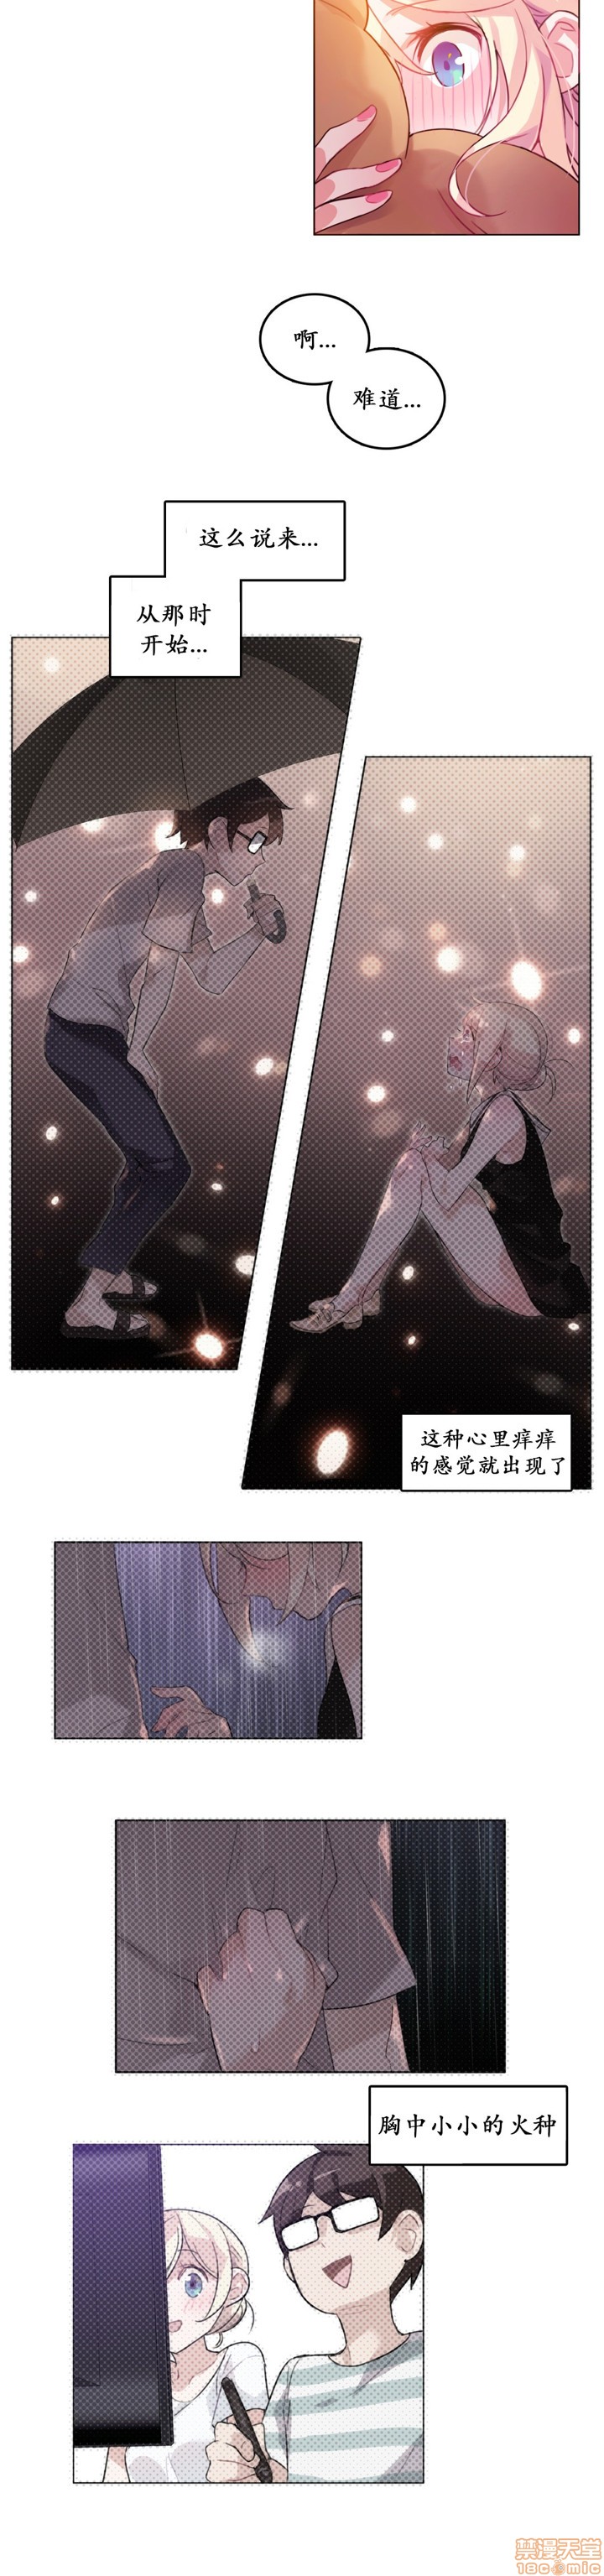 啊...
难道...
这么说来...
从那时
开始...
这种心里痒痒
的感觉就出现了
胸中小小的火种
禁漫天堂
18comic